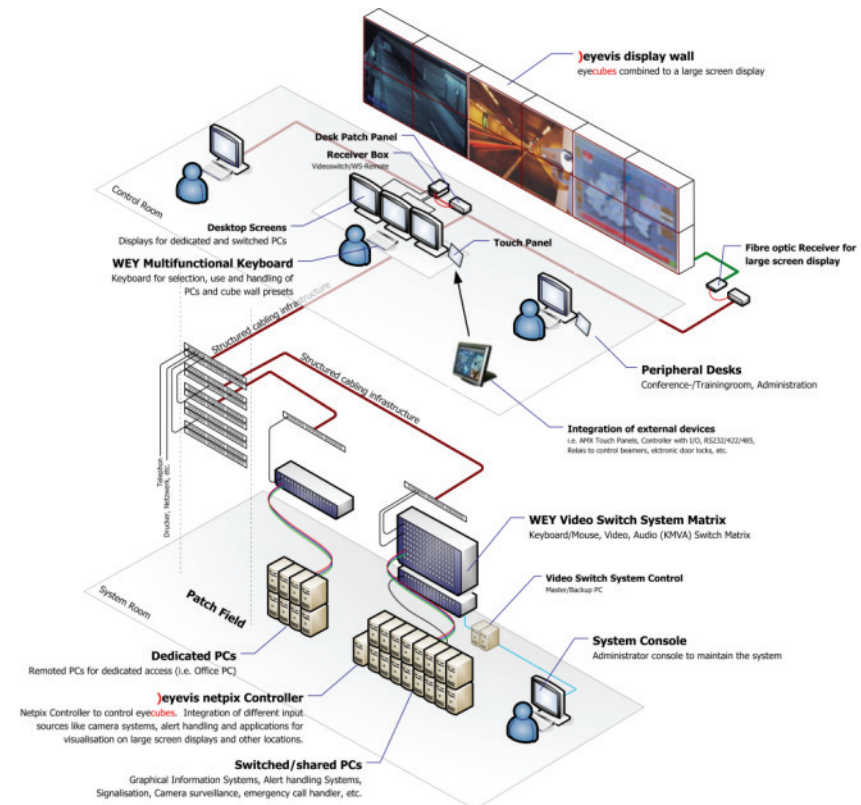 )eyevis display wall
eyecubes combined to a large screen display
Desk Patch Panel
Receiver Box
Videoswitch/WS-Remote
Control Room
Desktop Screens
Displays for dedicated and switched PCs
Touch Panel
WEY Multifunctional Keyboard
Keyboard for selection, use and handling of
PCs and cube wall presets
Fibre optic Receiver for
large screen display
Structured cabling infrastructure
Structured cabling infrastructure
Peripheral Desks
Conference-/Trainingroom, Administration
Integration of external devices
i.e. AMX Touch Panels, Controller with I/O, RS232/422/485,
Relais to control beamers, elctronic door locks, etc.
Telephon
Drucker, Netzwerk, etc.
WEY Video Switch System Matrix
Keyboard/Mouse, Video, Audio (KMVA) Switch Matrix
Video Switch System Control
Master/Backup PC
System Room
Patch Field
Dedicated PCs
Remoted PCs for dedicated access (i.e. Office PC)
System Console
Administrator console to maintain the system
)eyevis netpix Controller
Netpix Controller to control eyecubes. Integration of different input
sources like camera systems, alert handling and applications for
visualisation on large screen displays and other locations.
Switched/shared PCs
Graphical Information Systems, Alert handling Systems,
Signalisation, Camera surveillance, emergency call handler, etc.